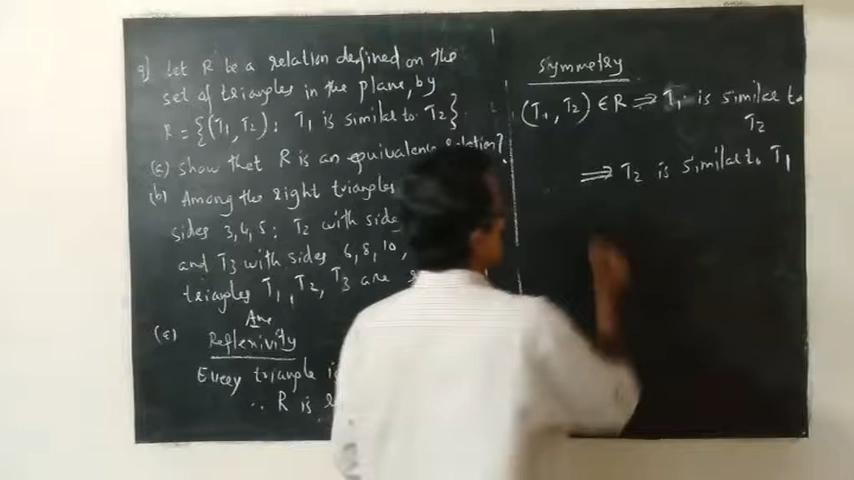 q] Let R be a relation defined on the
set of triangles in the plane, by
R = {(T₁, T₂) : T₁ is similar to T₂}
(a) Show that R is an equivalence relation?
(b) Among the right triangles
sides 3, 4, 5 ; T₂ with sides
and T₃ with sides 6, 8, 10,
triangles T₁, T₂, T₃ are
Ans
(a) Reflexivity
Every triangle is
∴ R is
Symmetry
(T₁, T₂) ∈ R ⇒ T₁ is similar to
T₂
⇒ T₂ is similar to T₁